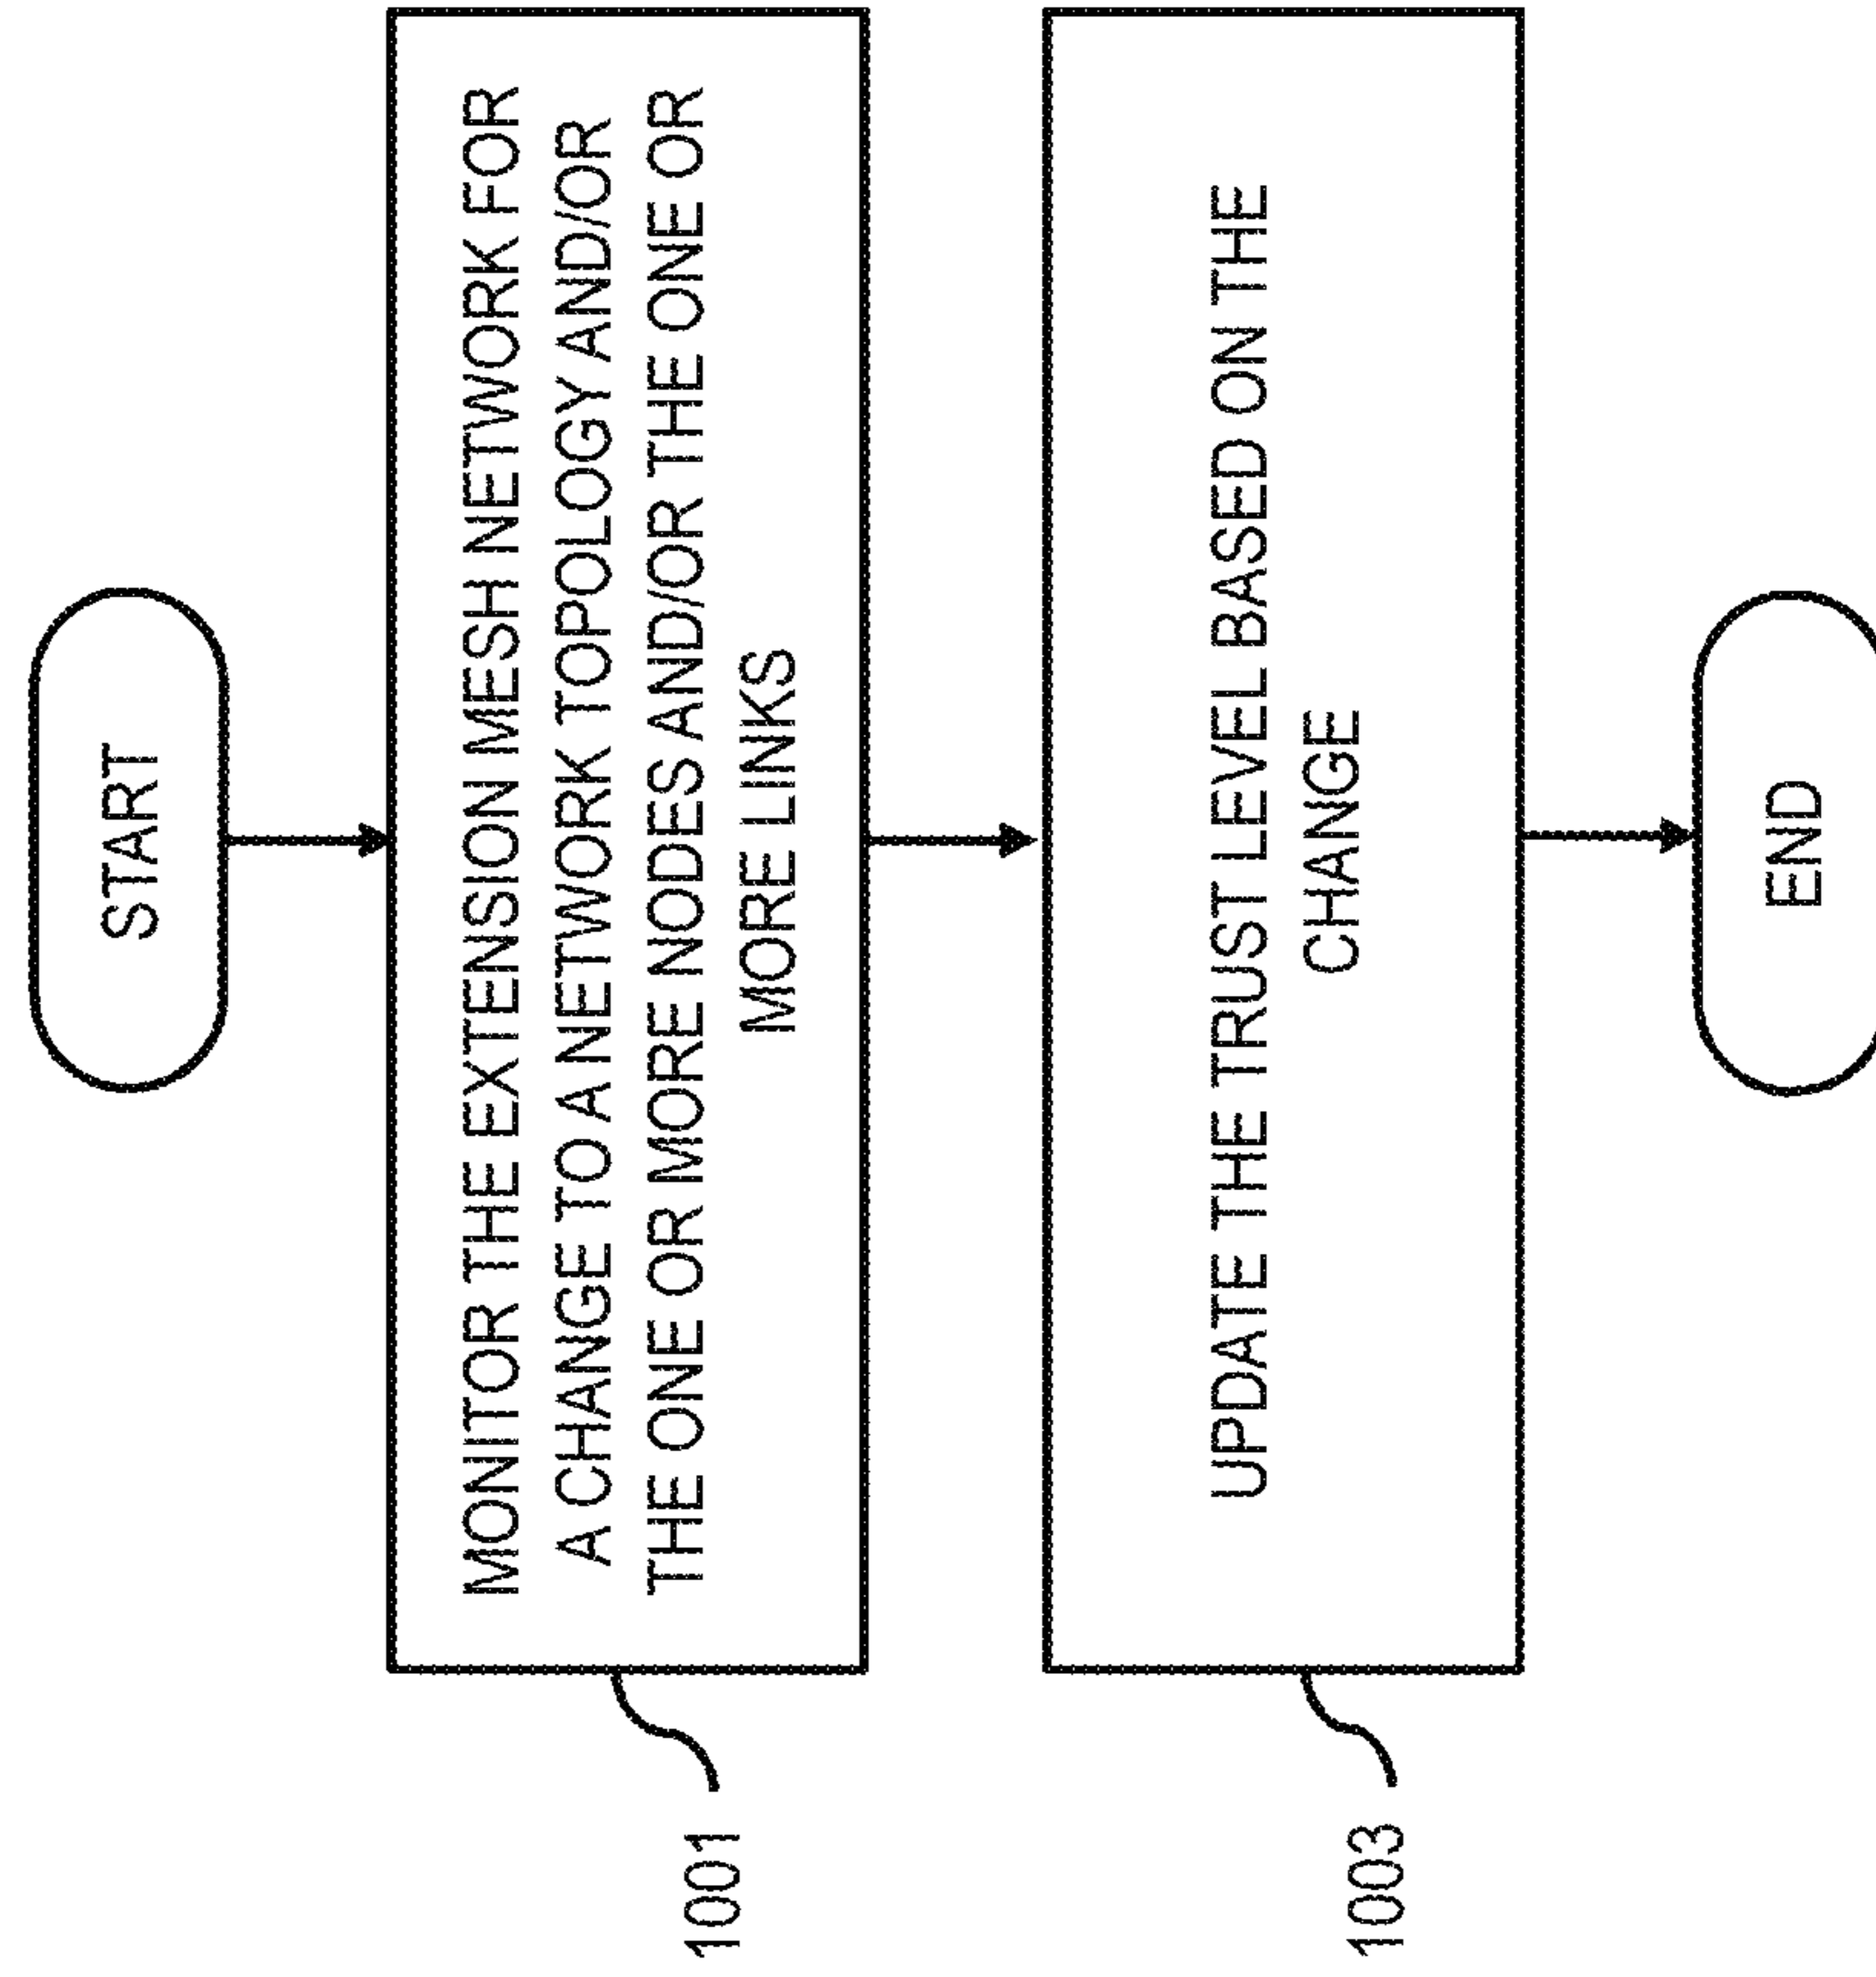 START
MONITOR THE EXTENSION MESH NETWORK FOR
A CHANGE TO A NETWORK TOPOLOGY AND/OR
THE ONE OR MORE NODES AND/OR THE ONE OR
MORE LINKS
1001
UPDATE THE TRUST LEVEL BASED ON THE
CHANGE
1003
END